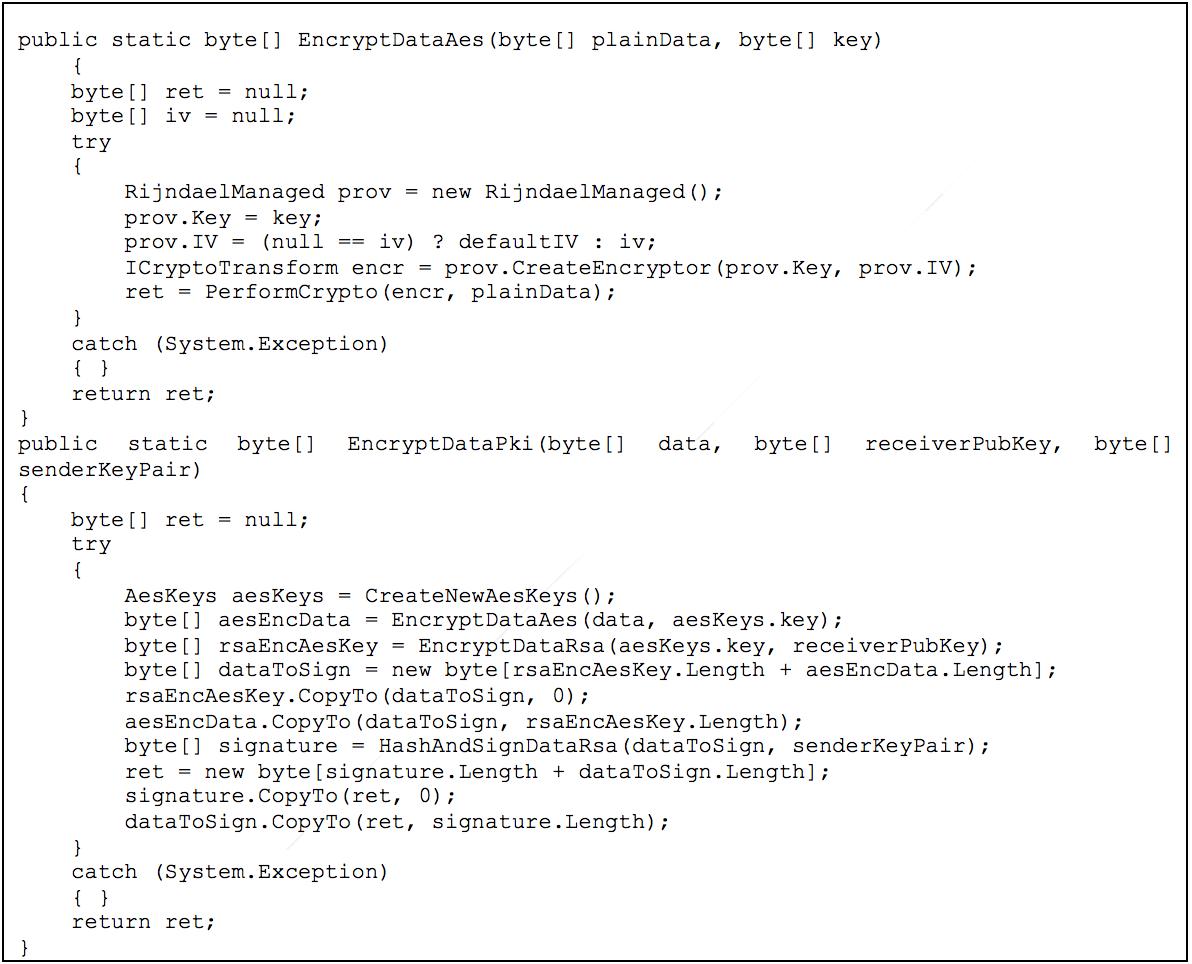 public static byte[] EncryptDataAes(byte[] plainData, byte[] key)
{
byte[] ret = null;
byte[] iv = null;
try
{
RijndaelManaged prov = new RijndaelManaged();
prov.Key = key;
prov.IV = (null == iv) ? defaultIV : iv;
ICryptoTransform encr = prov.CreateEncryptor(prov.Key, prov.IV);
ret = PerformCrypto(encr, plainData);
}
catch (System.Exception)
{ }
return ret;
}
public static byte[] EncryptDataPki(byte[] data, byte[] receiverPubKey, byte[]
senderKeyPair)
{
byte[] ret = null;
try
{
AesKeys aesKeys = CreateNewAesKeys();
byte[] aesEncData = EncryptDataAes(data, aesKeys.key);
byte[] rsaEncAesKey = EncryptDataRsa(aesKeys.key, receiverPubKey);
byte[] dataToSign = new byte[rsaEncAesKey.Length + aesEncData.Length];
rsaEncAesKey.CopyTo(dataToSign, 0);
aesEncData.CopyTo(dataToSign, rsaEncAesKey.Length);
byte[] signature = HashAndSignDataRsa(dataToSign, senderKeyPair);
ret = new byte[signature.Length + dataToSign.Length];
signature.CopyTo(ret, 0);
dataToSign.CopyTo(ret, signature.Length);
}
catch (System.Exception)
{ }
return ret;
}